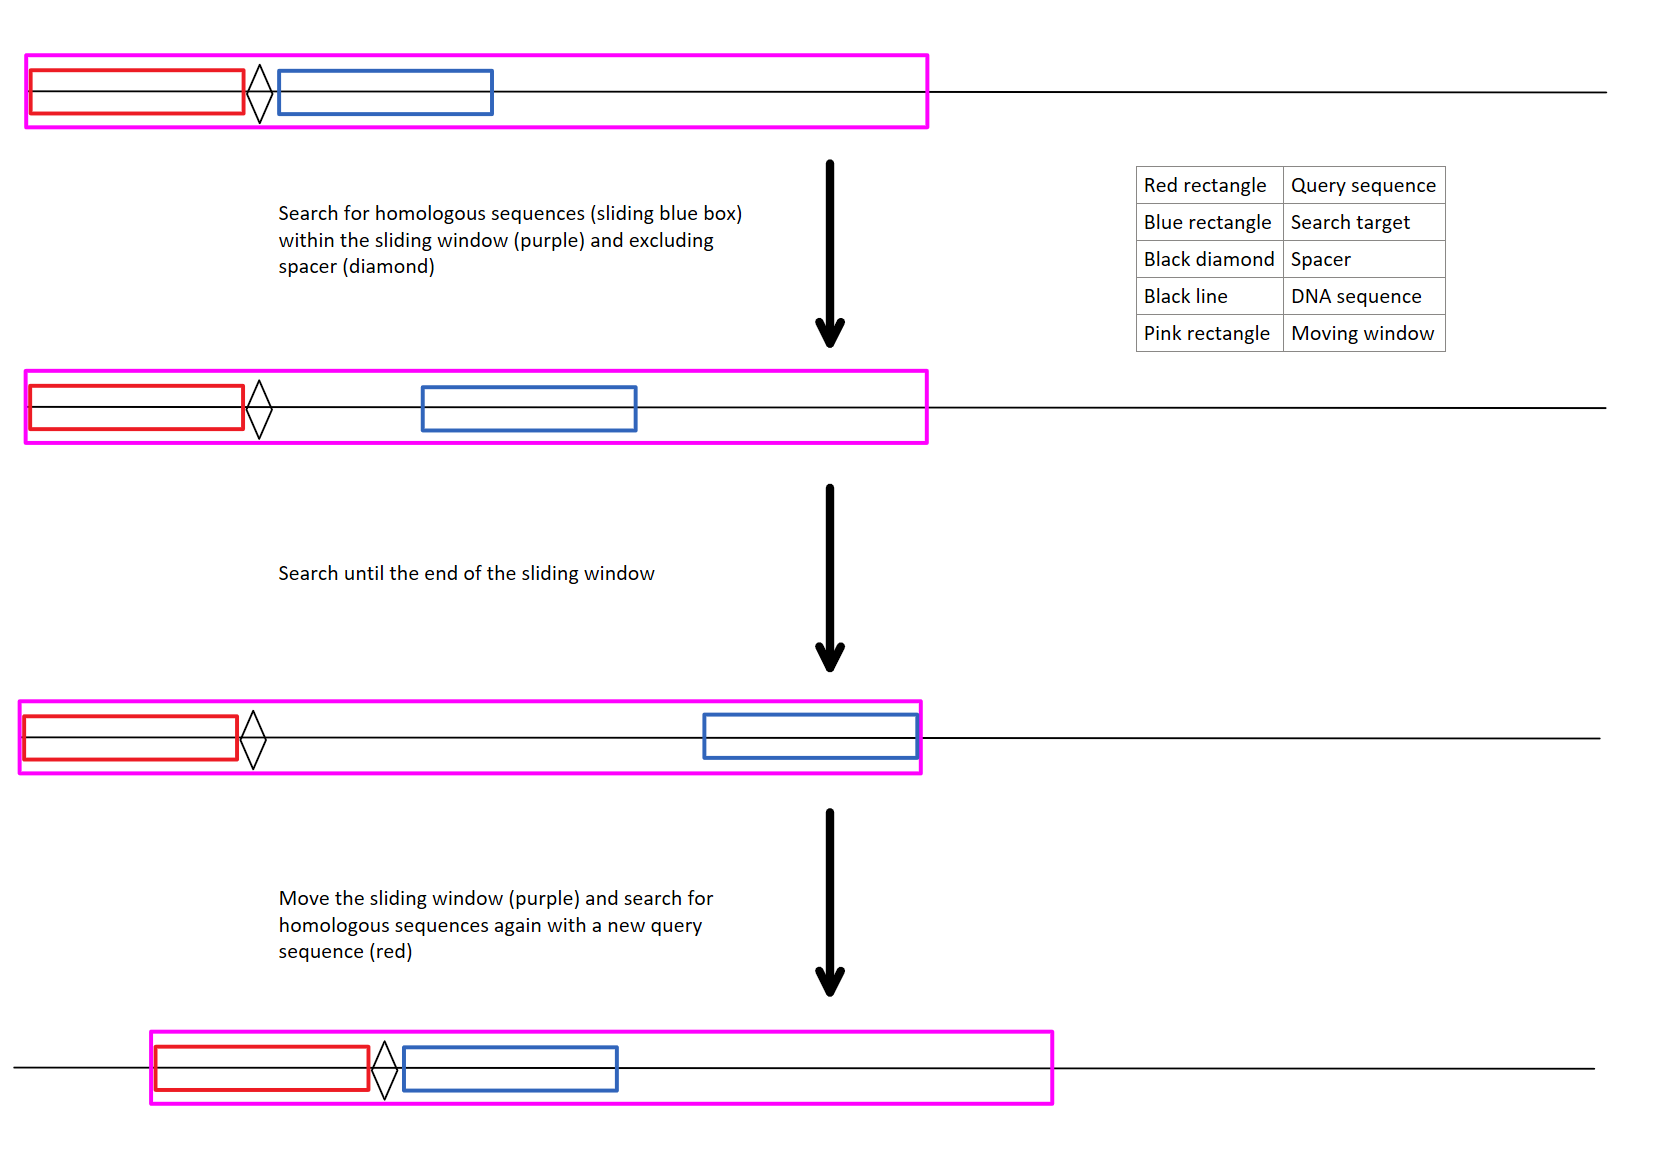 Search for homologous sequences (sliding blue box)
within the sliding window (purple) and excluding
spacer (diamond)
Red rectangle Query sequence
Blue rectangle Search target
Black diamond Spacer
Black line DNA sequence
Pink rectangle Moving window
Search until the end of the sliding window
Move the sliding window (purple) and search for
homologous sequences again with a new query
sequence (red)